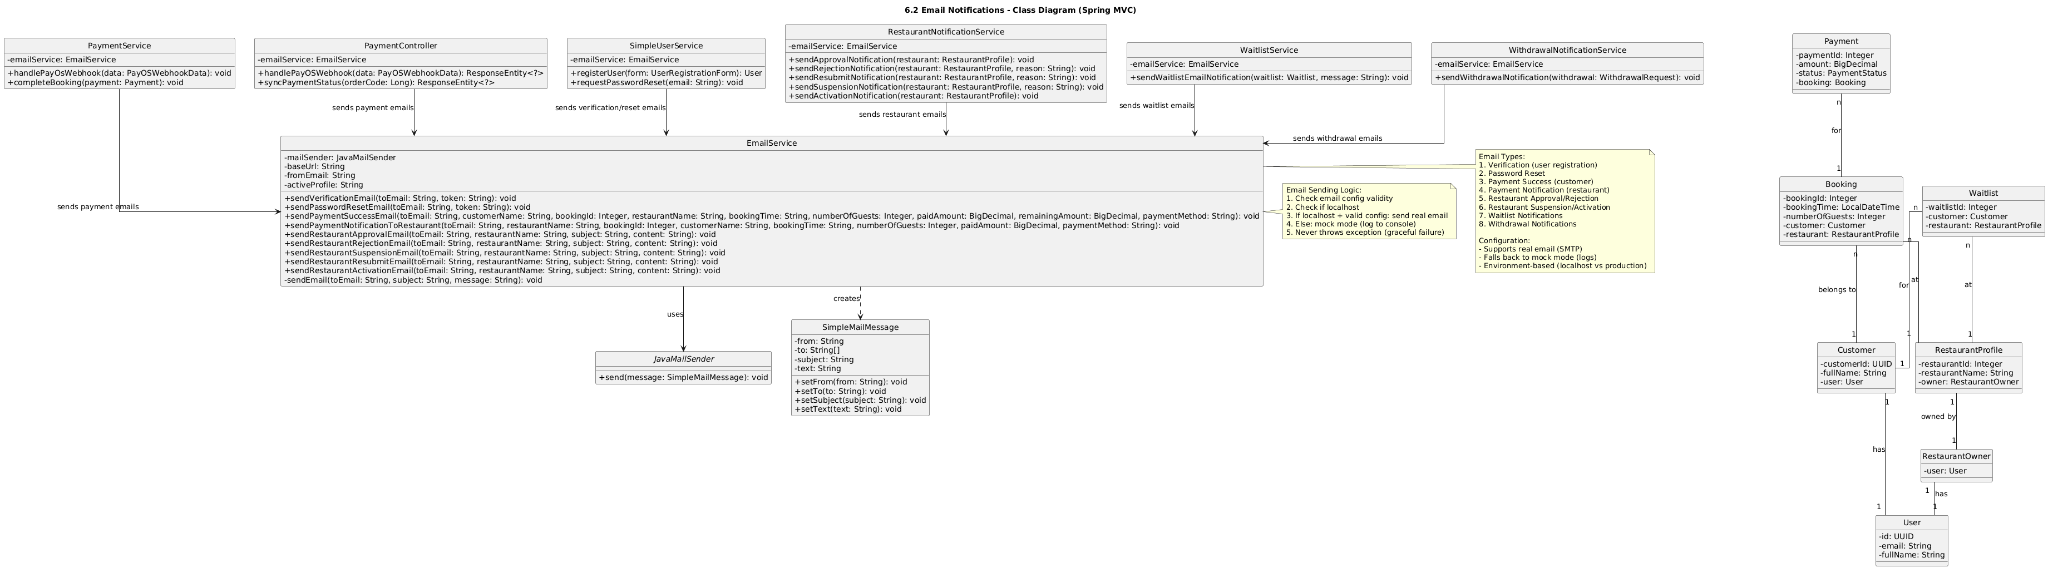 6.2 Email Notifications - Class Diagram (Spring MVC)
PaymentService
-emailService: EmailService
+handlePayOsWebhook(data: PayOSWebhookData): void
+completeBooking(payment: Payment): void
PaymentController
-emailService: EmailService
+handlePayOSWebhook(data: PayOSWebhookData): ResponseEntity<?>
+syncPaymentStatus(orderCode: Long): ResponseEntity<?>
SimpleUserService
-emailService: EmailService
+registerUser(form: UserRegistrationForm): User
+requestPasswordReset(email: String): void
RestaurantNotificationService
-emailService: EmailService
+sendApprovalNotification(restaurant: RestaurantProfile): void
+sendRejectionNotification(restaurant: RestaurantProfile, reason: String): void
+sendResubmitNotification(restaurant: RestaurantProfile, reason: String): void
+sendSuspensionNotification(restaurant: RestaurantProfile, reason: String): void
+sendActivationNotification(restaurant: RestaurantProfile): void
WaitlistService
-emailService: EmailService
+sendWaitlistEmailNotification(waitlist: Waitlist, message: String): void
WithdrawalNotificationService
-emailService: EmailService
+sendWithdrawalNotification(withdrawal: WithdrawalRequest): void
Payment
-paymentId: Integer
-amount: BigDecimal
-status: PaymentStatus
-booking: Booking
sends payment emails
sends payment emails
sends verification/reset emails
sends restaurant emails
sends waitlist emails
sends withdrawal emails
EmailService
-mailSender: JavaMailSender
-baseUrl: String
-fromEmail: String
-activeProfile: String
+sendVerificationEmail(toEmail: String, token: String): void
+sendPasswordResetEmail(toEmail: String, token: String): void
+sendPaymentSuccessEmail(toEmail: String, customerName: String, bookingId: Integer, restaurantName: String, bookingTime: String, numberOfGuests: Integer, paidAmount: BigDecimal, remainingAmount: BigDecimal, paymentMethod: String): void
+sendPaymentNotificationToRestaurant(toEmail: String, restaurantName: String, bookingId: Integer, customerName: String, bookingTime: String, numberOfGuests: Integer, paidAmount: BigDecimal, paymentMethod: String): void
+sendRestaurantApprovalEmail(toEmail: String, restaurantName: String, subject: String, content: String): void
+sendRestaurantRejectionEmail(toEmail: String, restaurantName: String, subject: String, content: String): void
+sendRestaurantSuspensionEmail(toEmail: String, restaurantName: String, subject: String, content: String): void
+sendRestaurantResubmitEmail(toEmail: String, restaurantName: String, subject: String, content: String): void
+sendRestaurantActivationEmail(toEmail: String, restaurantName: String, subject: String, content: String): void
-sendEmail(toEmail: String, subject: String, message: String): void
Email Sending Logic:
1. Check email config validity
2. Check if localhost
3. If localhost + valid config: send real email
4. Else: mock mode (log to console)
5. Never throws exception (graceful failure)
Email Types:
1. Verification (user registration)
2. Password Reset
3. Payment Success (customer)
4. Payment Notification (restaurant)
5. Restaurant Approval/Rejection
6. Restaurant Suspension/Activation
7. Waitlist Notifications
8. Withdrawal Notifications
Configuration:
- Supports real email (SMTP)
- Falls back to mock mode (logs)
- Environment-based (localhost vs production)
n
for
1
Booking
-bookingId: Integer
-bookingTime: LocalDateTime
-numberOfGuests: Integer
-customer: Customer
-restaurant: RestaurantProfile
Waitlist
-waitlistId: Integer
-customer: Customer
-restaurant: RestaurantProfile
n
n
n
n
belongs to
for
at
at
1
1
1
1
uses
creates
JavaMailSender
+send(message: SimpleMailMessage): void
SimpleMailMessage
-from: String
-to: String[]
-subject: String
-text: String
+setFrom(from: String): void
+setTo(to: String): void
+setSubject(subject: String): void
+setText(text: String): void
Customer
-customerId: UUID
-fullName: String
-user: User
RestaurantProfile
-restaurantId: Integer
-restaurantName: String
-owner: RestaurantOwner
1
1
owned by
1
has
RestaurantOwner
-user: User
1
has
1
1
User
-id: UUID
-email: String
-fullName: String